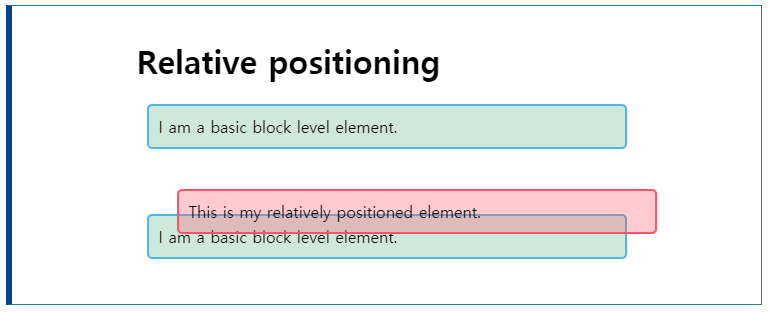 Relative positioning
I am a basic block level element.
This is my relatively positioned element.
I am a basic block level element.